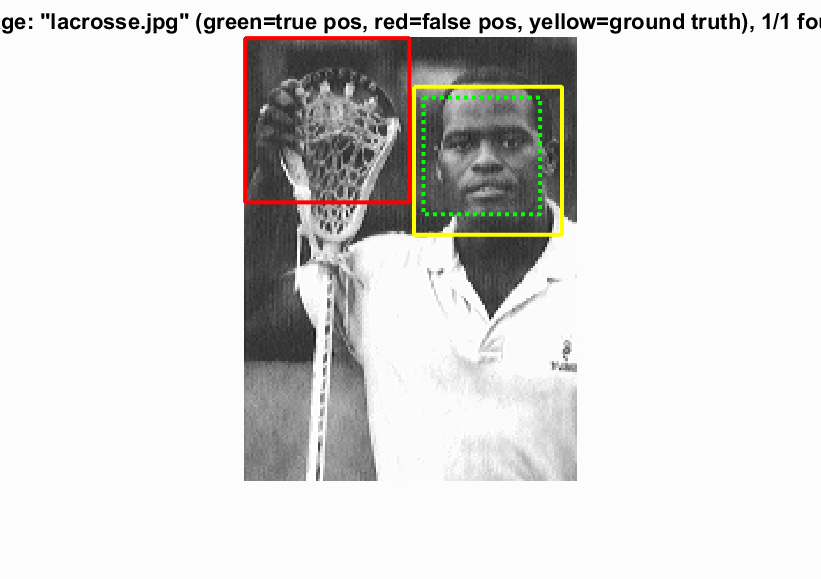 ge: "lacrosse.jpg" (green=true pos, red=false pos, yellow=ground truth), 1/1 fou